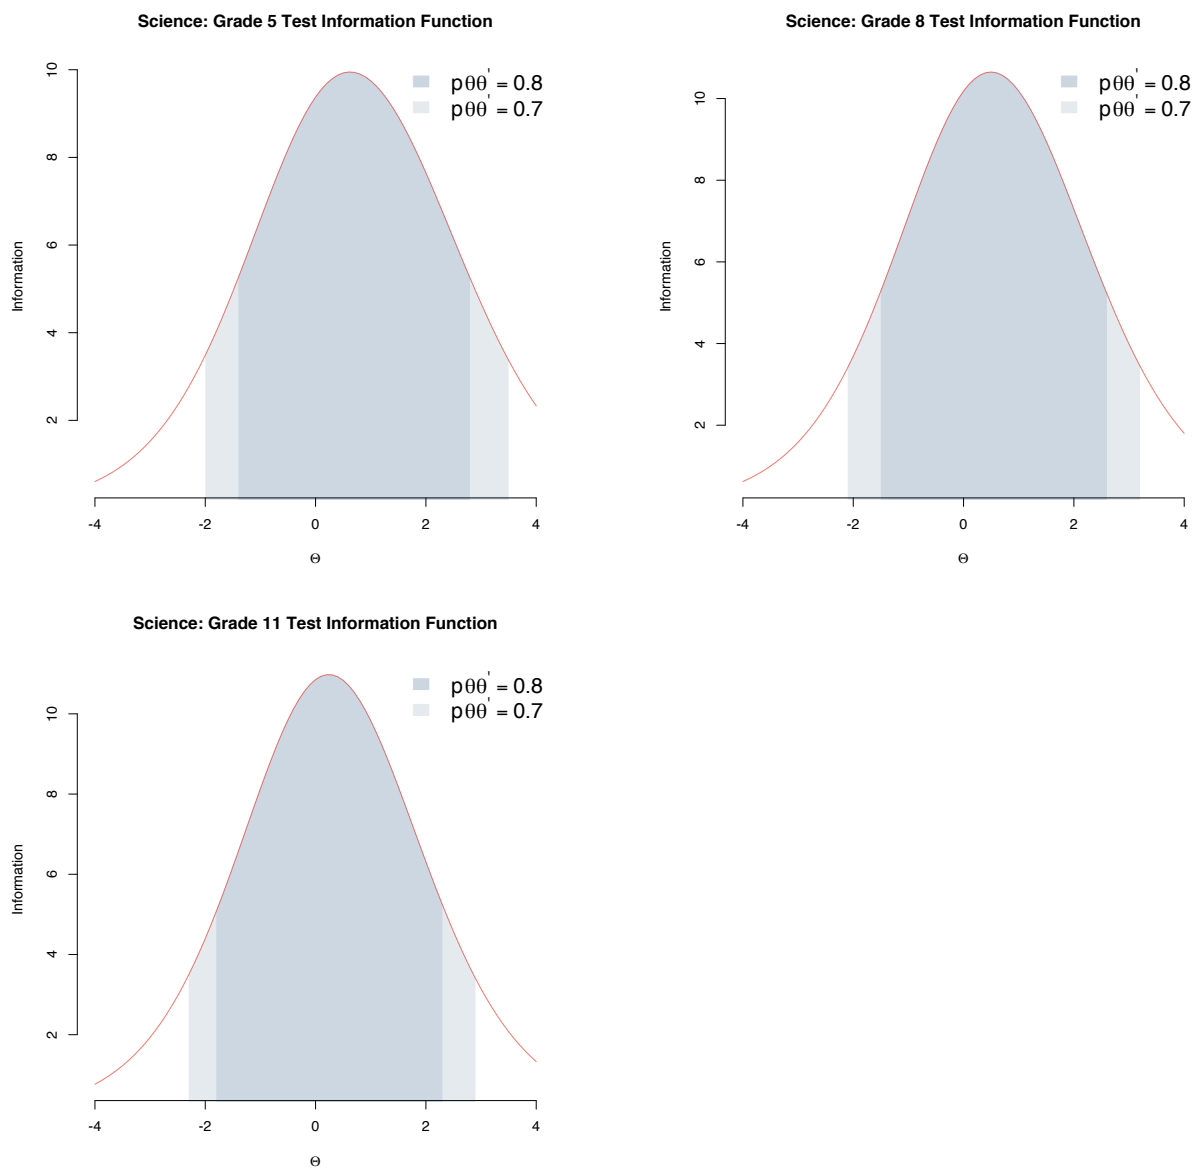 Science: Grade 5 Test Information Function
pθθ' = 0.8
pθθ' = 0.7
Information
10
8
6
4
2
-4 -2 0 2 4
Θ
Science: Grade 8 Test Information Function
pθθ' = 0.8
pθθ' = 0.7
Information
10
8
6
4
2
-4 -2 0 2 4
Θ
Science: Grade 11 Test Information Function
pθθ' = 0.8
pθθ' = 0.7
Information
10
8
6
4
2
-4 -2 0 2 4
Θ